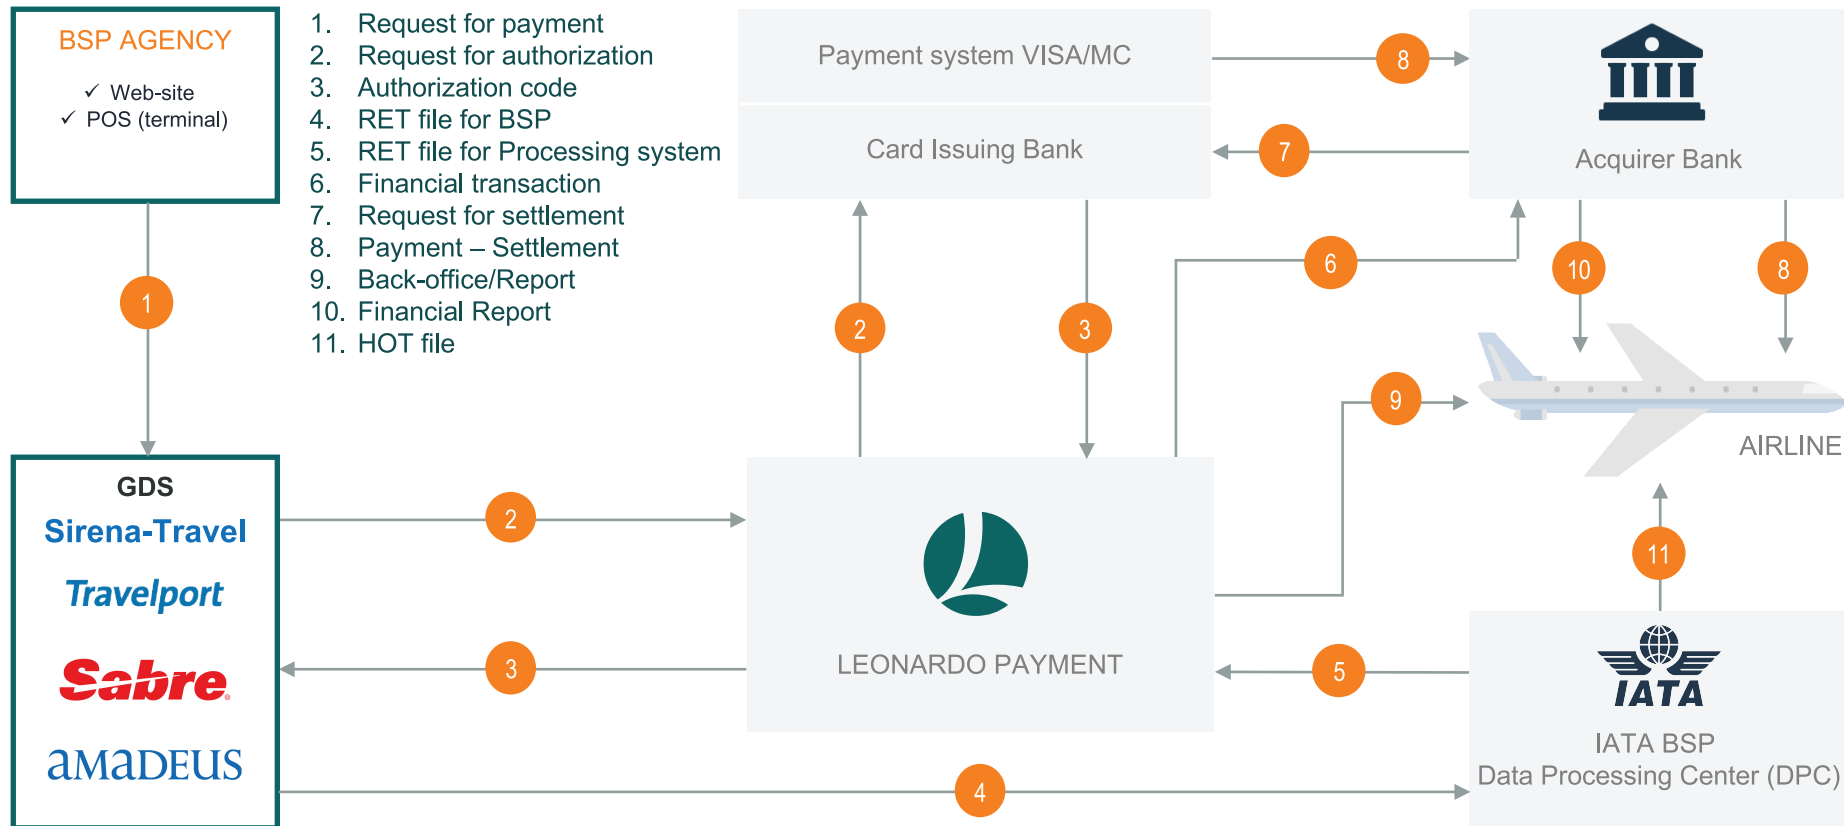 BSP AGENCY
✓ Web-site
✓ POS (terminal)
1. Request for payment
2. Request for authorization
3. Authorization code
4. RET file for BSP
5. RET file for Processing system
6. Financial transaction
7. Request for settlement
8. Payment – Settlement
9. Back-office/Report
10. Financial Report
11. HOT file
Payment system VISA/MC
Card Issuing Bank
8
7
Acquirer Bank
1
2
3
6
10
8
9
AIRLINE
GDS
Sirena-Travel
Travelport
Sabre
aMaDEUS
2
3
LEONARDO PAYMENT
11
5
4
IATA
IATA BSP
Data Processing Center (DPC)